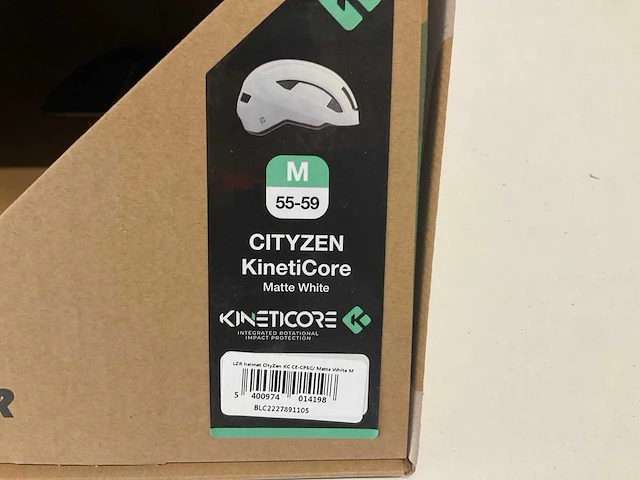 M
55-59
CITYZEN
KinetiCore
Matte White
KINETICORE
INTEGRATED ROTATIONAL
IMPACT PROTECTION
LZR helmet CityZen KC CE-CPSC/ Matte White M
5 400974 014198
BLC2227891105
R